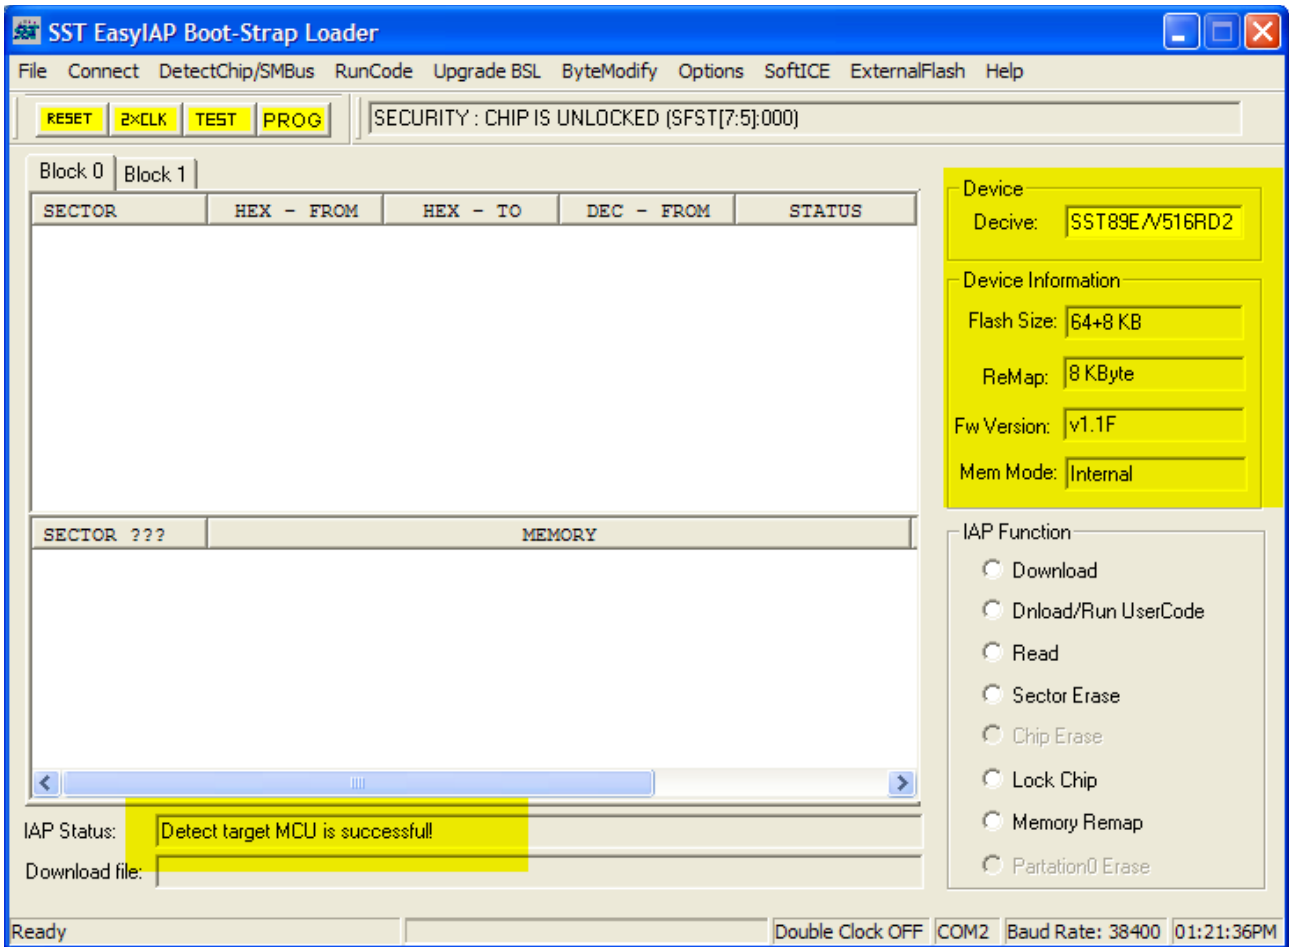 SST EasyIAP Boot-Strap Loader
File Connect DetectChip/SMBus RunCode Upgrade BSL ByteModify Options SoftICE ExternalFlash Help
RESET 2×CLK TEST PROG SECURITY : CHIP IS UNLOCKED (SFST[7:5]:000)
Block 0 Block 1
SECTOR HEX - FROM HEX - TO DEC - FROM STATUS
SECTOR ??? MEMORY
IAP Status: Detect target MCU is successful!
Download file:
Device
Decive: SST89E/V516RD2
Device Information
Flash Size: 64+8 KB
ReMap: 8 KByte
Fw Version: v1.1F
Mem Mode: Internal
IAP Function
Download
Dnload/Run UserCode
Read
Sector Erase
Chip Erase
Lock Chip
Memory Remap
Partation0 Erase
Ready Double Clock OFF COM2 Baud Rate: 38400 01:21:36PM